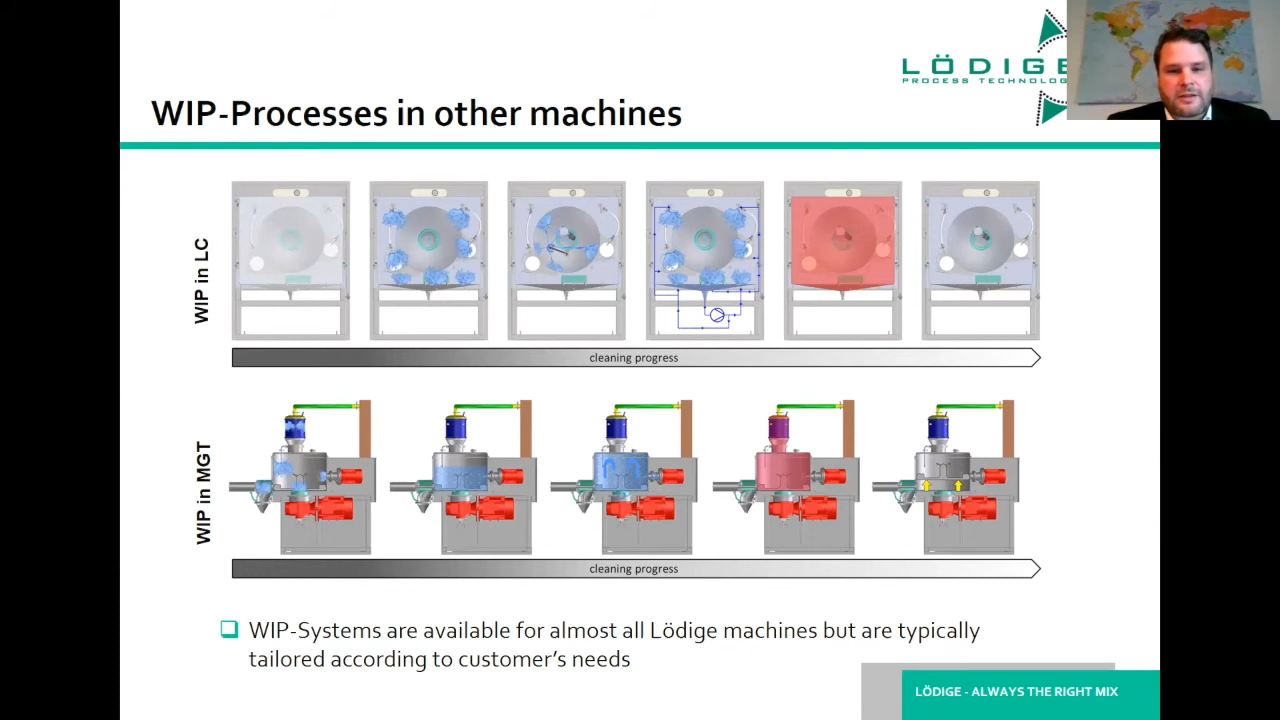 LÖDIGE
PROCESS TECHNOLOG
WIP-Processes in other machines
WIP in LC
cleaning progress
WIP in MGT
cleaning progress
WIP-Systems are available for almost all Lödige machines but are typically
tailored according to customer's needs
LÖDIGE - ALWAYS THE RIGHT MIX